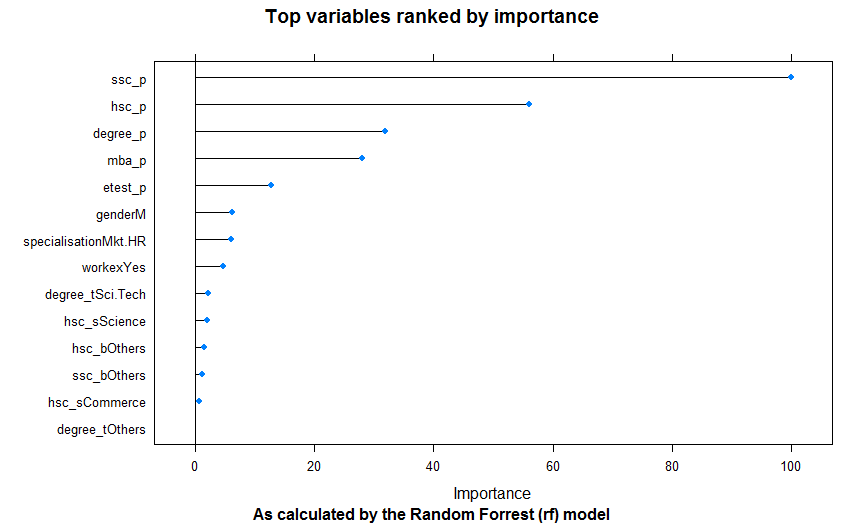 Top variables ranked by importance
ssc_p
hsc_p
degree_p
mba_p
etest_p
genderM
specialisationMkt.HR
workexYes
degree_tSci.Tech
hsc_sScience
hsc_bOthers
ssc_bOthers
hsc_sCommerce
degree_tOthers
0 20 40 60 80 100
Importance
As calculated by the Random Forrest (rf) model